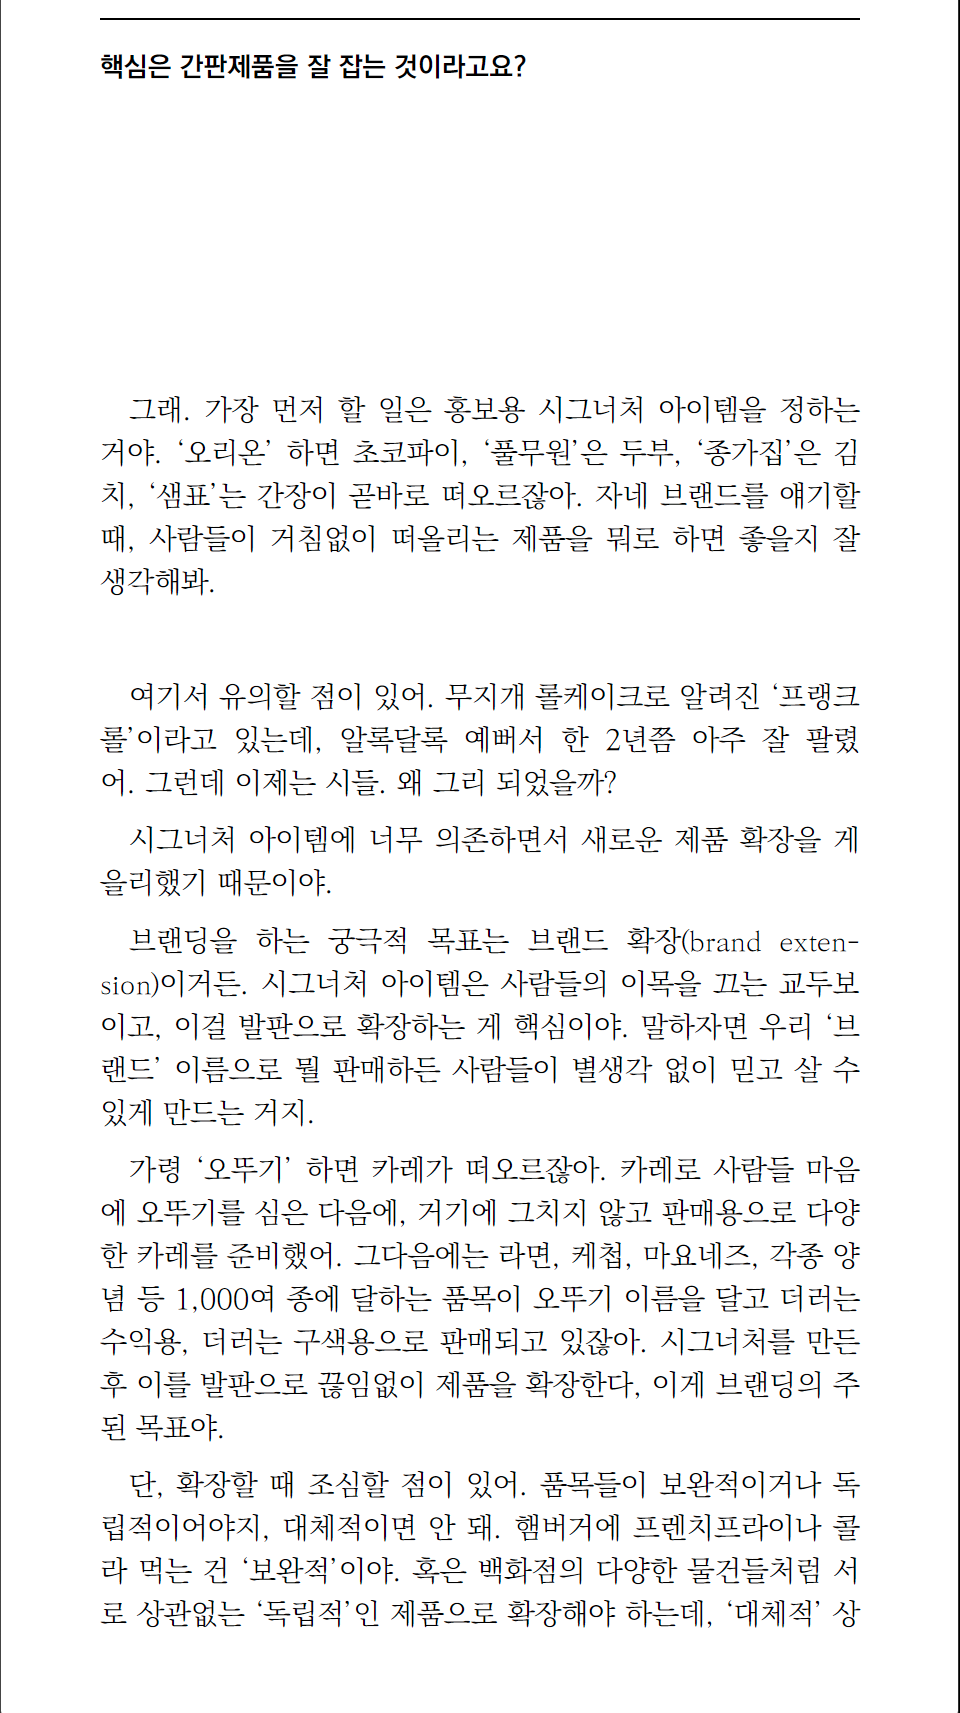 핵심은 간판제품을 잘 잡는 것이라고요?
그래. 가장 먼저 할 일은 홍보용 시그너처 아이템을 정하는
거야. ‘오리온’ 하면 초코파이, ‘풀무원’은 두부, ‘종가집’은 김
치, ‘샘표’는 간장이 곧바로 떠오르잖아. 자네 브랜드를 얘기할
때, 사람들이 거침없이 떠올리는 제품을 뭐로 하면 좋을지 잘
생각해봐.
여기서 유의할 점이 있어. 무지개 롤케이크로 알려진 ‘프랭크
롤’이라고 있는데, 알록달록 예뻐서 한 2년쯤 아주 잘 팔렸
어. 그런데 이제는 시들. 왜 그리 되었을까?
시그너처 아이템에 너무 의존하면서 새로운 제품 확장을 게
을리했기 때문이야.
브랜딩을 하는 궁극적 목표는 브랜드 확장(brand exten-
sion)이거든. 시그너처 아이템은 사람들의 이목을 끄는 교두보
이고, 이걸 발판으로 확장하는 게 핵심이야. 말하자면 우리 ‘브
랜드’ 이름으로 뭘 판매하든 사람들이 별생각 없이 믿고 살 수
있게 만드는 거지.
가령 ‘오뚜기’ 하면 카레가 떠오르잖아. 카레로 사람들 마음
에 오뚜기를 심은 다음에, 거기에 그치지 않고 판매용으로 다양
한 카레를 준비했어. 그다음에는 라면, 케첩, 마요네즈, 각종 양
념 등 1,000여 종에 달하는 품목이 오뚜기 이름을 달고 더러는
수익용, 더러는 구색용으로 판매되고 있잖아. 시그너처를 만든
후 이를 발판으로 끊임없이 제품을 확장한다, 이게 브랜딩의 주
된 목표야.
단, 확장할 때 조심할 점이 있어. 품목들이 보완적이거나 독
립적이어야지, 대체적이면 안 돼. 햄버거에 프렌치프라이나 콜
라 먹는 건 ‘보완적’이야. 혹은 백화점의 다양한 물건들처럼 서
로 상관없는 ‘독립적’인 제품으로 확장해야 하는데, ‘대체적’ 상